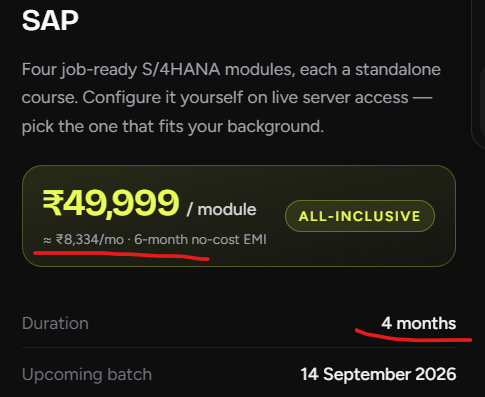 SAP
Four job-ready S/4HANA modules, each a standalone
course. Configure it yourself on live server access —
pick the one that fits your background.
₹49,999 / module
ALL-INCLUSIVE
≈ ₹8,334/mo · 6-month no-cost EMI
Duration 4 months
Upcoming batch 14 September 2026